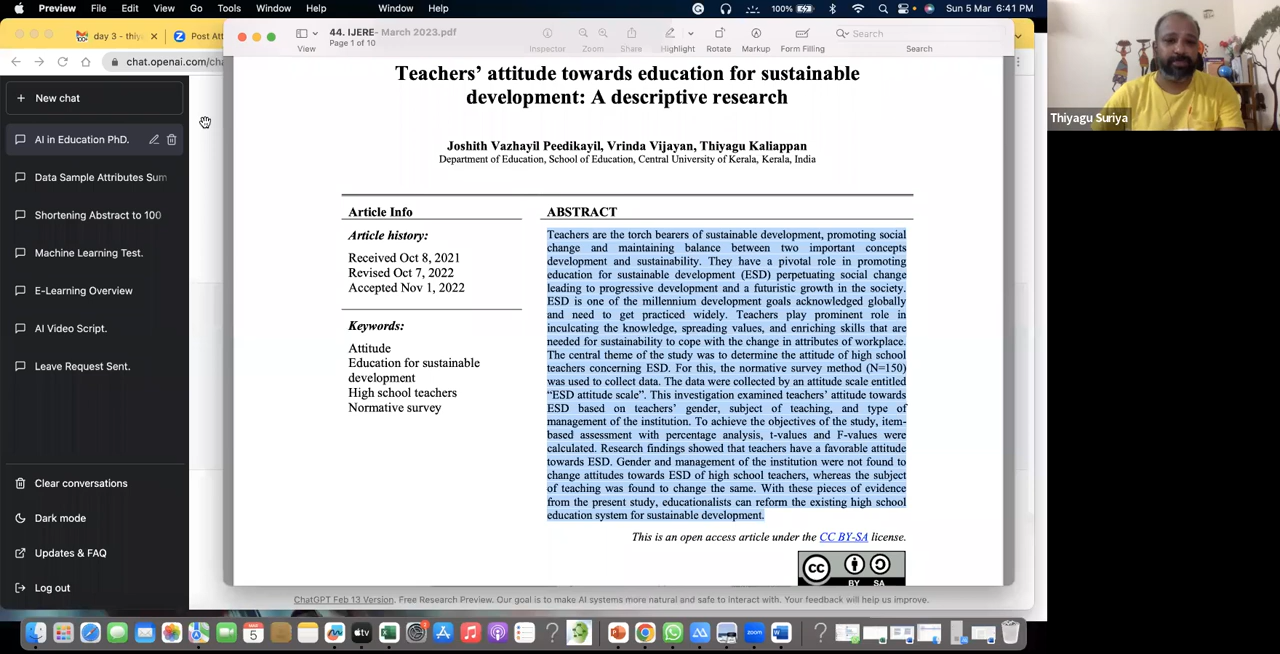 Preview File Edit View Go Tools Window Help Window Help 100% Sun 5 Mar 6:41 PM
day 3 - thiya
Post Att
chat.openai.com/cha
44. IJERE- March 2023.pdf
Page 1 of 10
View
Inspector Zoom Share Highlight Rotate Markup Form Filling Search
Search
New chat
AI in Education PhD.
Data Sample Attributes Sum
Shortening Abstract to 100
Machine Learning Test.
E-Learning Overview
AI Video Script.
Leave Request Sent.
Clear conversations
Dark mode
Updates & FAQ
Log out
Teachers’ attitude towards education for sustainable
development: A descriptive research
Joshith Vazhayil Peedikayil, Vrinda Vijayan, Thiyagu Kaliappan
Department of Education, School of Education, Central University of Kerala, Kerala, India
Article Info
Article history:
Received Oct 8, 2021
Revised Oct 7, 2022
Accepted Nov 1, 2022
Keywords:
Attitude
Education for sustainable
development
High school teachers
Normative survey
ABSTRACT
Teachers are the torch bearers of sustainable development, promoting social
change and maintaining balance between two important concepts
development and sustainability. They have a pivotal role in promoting
education for sustainable development (ESD) perpetuating social change
leading to progressive development and a futuristic growth in the society.
ESD is one of the millennium development goals acknowledged globally
and need to get practiced widely. Teachers play prominent role in
inculcating the knowledge, spreading values, and enriching skills that are
needed for sustainability to cope with the change in attributes of workplace.
The central theme of the study was to determine the attitude of high school
teachers concerning ESD. For this, the normative survey method (N=150)
was used to collect data. The data were collected by an attitude scale entitled
“ESD attitude scale”. This investigation examined teachers’ attitude towards
ESD based on teachers’ gender, subject of teaching, and type of
management of the institution. To achieve the objectives of the study, item-
based assessment with percentage analysis, t-values and F-values were
calculated. Research findings showed that teachers have a favorable attitude
towards ESD. Gender and management of the institution were not found to
change attitudes towards ESD of high school teachers, whereas the subject
of teaching was found to change the same. With these pieces of evidence
from the present study, educationalists can reform the existing high school
education system for sustainable development.
This is an open access article under the CC BY-SA license.
cc
BY SA
ChatGPT Feb 13 Version. Free Research Preview. Our goal is to make AI systems more natural and safe to interact with. Your feedback will help us improve.
Thiyagu Suriya
MAR
5
tv
zoom